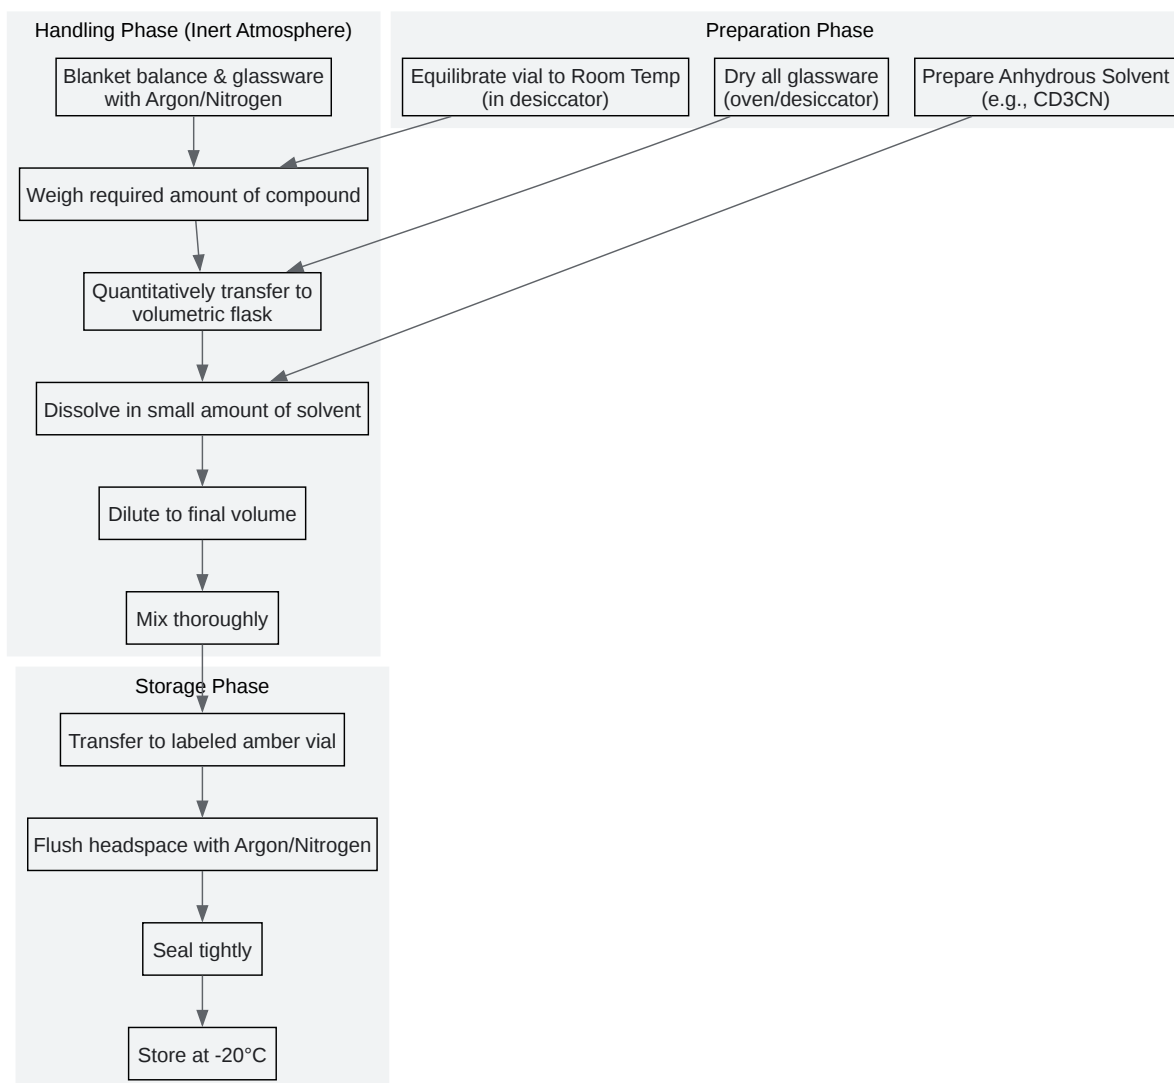 Handling Phase (Inert Atmosphere)
Blanket balance & glassware
with Argon/Nitrogen
Weigh required amount of compound
Quantitatively transfer to
volumetric flask
Dissolve in small amount of solvent
Dilute to final volume
Mix thoroughly
Preparation Phase
Equilibrate vial to Room Temp
(in desiccator)
Dry all glassware
(oven/desiccator)
Prepare Anhydrous Solvent
(e.g., CD3CN)
Storage Phase
Transfer to labeled amber vial
Flush headspace with Argon/Nitrogen
Seal tightly
Store at -20°C